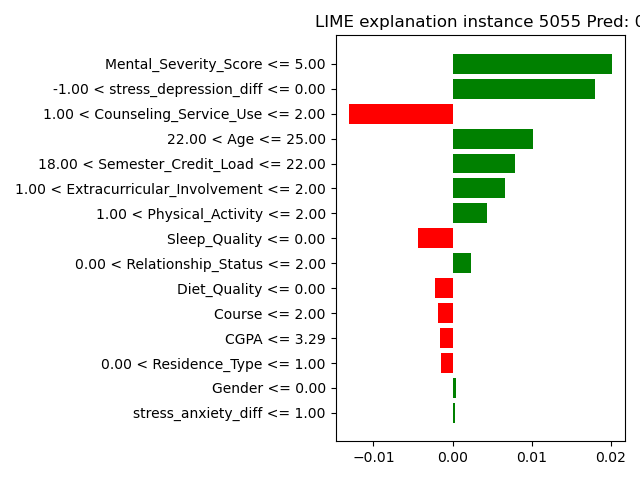 LIME explanation instance 5055 Pred: 0
Mental_Severity_Score <= 5.00
-1.00 < stress_depression_diff <= 0.00
1.00 < Counseling_Service_Use <= 2.00
22.00 < Age <= 25.00
18.00 < Semester_Credit_Load <= 22.00
1.00 < Extracurricular_Involvement <= 2.00
1.00 < Physical_Activity <= 2.00
Sleep_Quality <= 0.00
0.00 < Relationship_Status <= 2.00
Diet_Quality <= 0.00
Course <= 2.00
CGPA <= 3.29
0.00 < Residence_Type <= 1.00
Gender <= 0.00
stress_anxiety_diff <= 1.00
−0.01 0.00 0.01 0.02